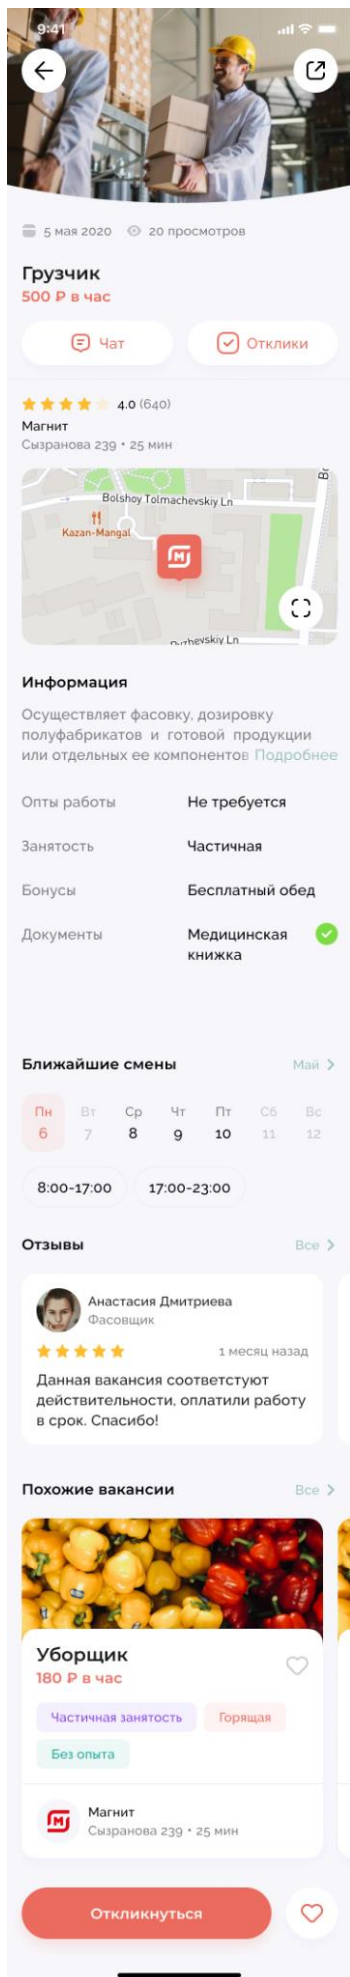 9:41
5 мая 2020 20 просмотров
Грузчик
500 ₽ в час
Чат Отклики
4.0 (640)
Магнит
Сызранова 239 • 25 мин
Bolshoy Tolmachevskiy Ln
Kazan-Mangal
Информация
Осуществляет фасовку, дозировку
полуфабрикатов и готовой продукции
или отдельных ее компонентов Подробнее
Опты работы Не требуется
Занятость Частичная
Бонусы Бесплатный обед
Документы Медицинская
книжка
Ближайшие смены Май
Пн Вт Ср Чт Пт Сб Вс
6 7 8 9 10 11 12
8:00-17:00 17:00-23:00
Отзывы Все
Анастасия Дмитриева
Фасовщик
1 месяц назад
Данная вакансия соответстуют
действительности, оплатили работу
в срок. Спасибо!
Похожие вакансии Все
Уборщик
180 ₽ в час
Частичная занятость Горящая
Без опыта
Магнит
Сызранова 239 • 25 мин
Откликнуться